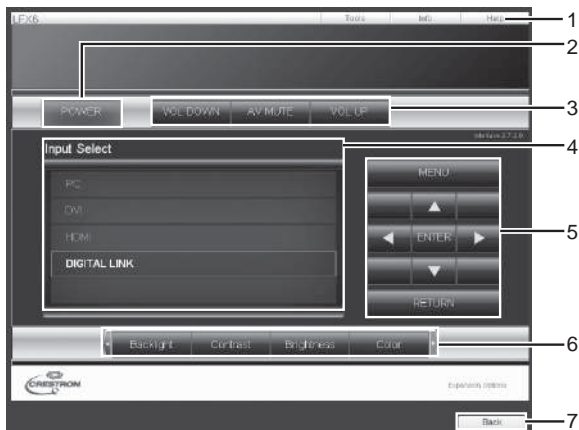 LFX6
Tools Info Help
1
2
POWER
VOL DOWN AV MUTE VOL UP
3
Input Select
4
PC
DVI
HDMI
DIGITAL LINK
MENU
ENTER
5
RETURN
Backlight Contrast Brightness Color
6
CRESTRON
Expansion Options
Back
7